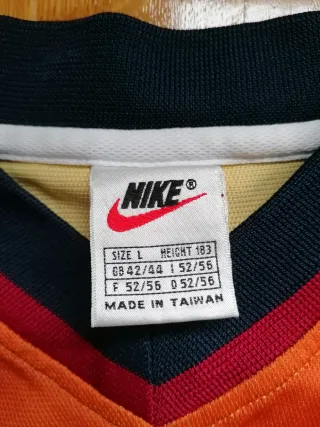 NIKE®
SIZE L HEIGHT 183
GB 42/44 I 52/56
F 52/56 D 52/56
MADE IN TAIWAN